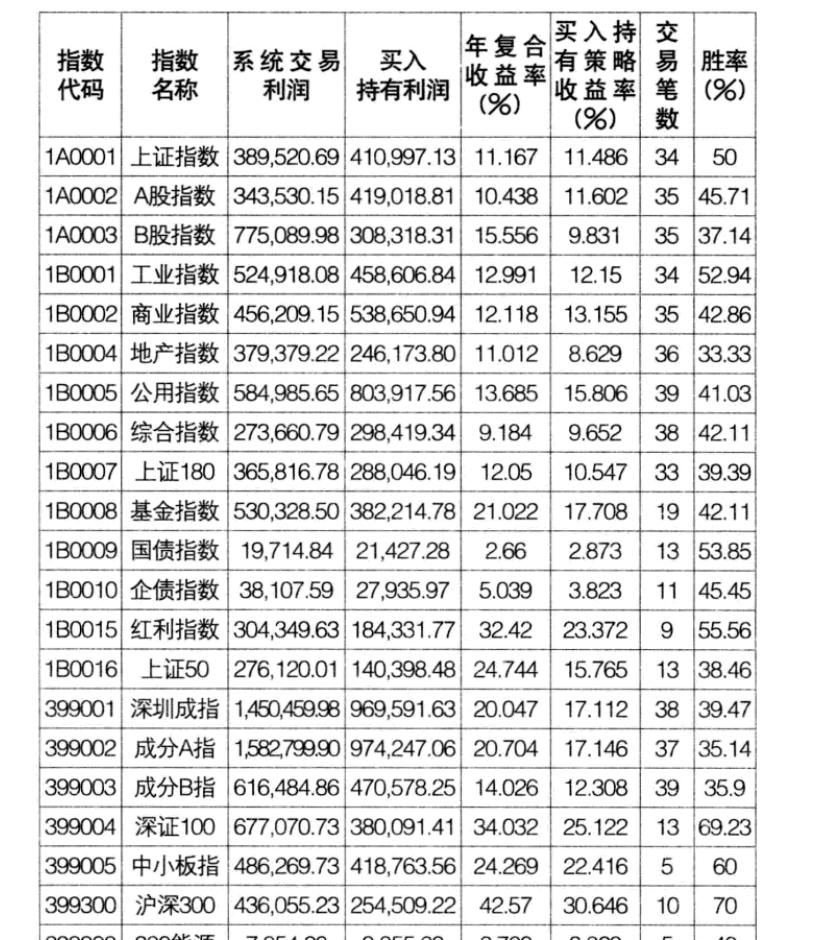 指数代码 指数名称 系统交易利润 买入持有利润 年复合收益率(%) 买入持有策略收益率(%) 交易笔数 胜率(%)
1A0001 上证指数 389,520.69 410,997.13 11.167 11.486 34 50
1A0002 A股指数 343,530.15 419,018.81 10.438 11.602 35 45.71
1A0003 B股指数 775,089.98 308,318.31 15.556 9.831 35 37.14
1B0001 工业指数 524,918.08 458,606.84 12.991 12.15 34 52.94
1B0002 商业指数 456,209.15 538,650.94 12.118 13.155 35 42.86
1B0004 地产指数 379,379.22 246,173.80 11.012 8.629 36 33.33
1B0005 公用指数 584,985.65 803,917.56 13.685 15.806 39 41.03
1B0006 综合指数 273,660.79 298,419.34 9.184 9.652 38 42.11
1B0007 上证180 365,816.78 288,046.19 12.05 10.547 33 39.39
1B0008 基金指数 530,328.50 382,214.78 21.022 17.708 19 42.11
1B0009 国债指数 19,714.84 21,427.28 2.66 2.873 13 53.85
1B0010 企债指数 38,107.59 27,935.97 5.039 3.823 11 45.45
1B0015 红利指数 304,349.63 184,331.77 32.42 23.372 9 55.56
1B0016 上证50 276,120.01 140,398.48 24.744 15.765 13 38.46
399001 深圳成指 1,450,459.98 969,591.63 20.047 17.112 38 39.47
399002 成分A指 1,582,799.90 974,247.06 20.704 17.146 37 35.14
399003 成分B指 616,484.86 470,578.25 14.026 12.308 39 35.9
399004 深证100 677,070.73 380,091.41 34.032 25.122 13 69.23
399005 中小板指 486,269.73 418,763.56 24.269 22.416 5 60
399300 沪深300 436,055.23 254,509.22 42.57 30.646 10 70